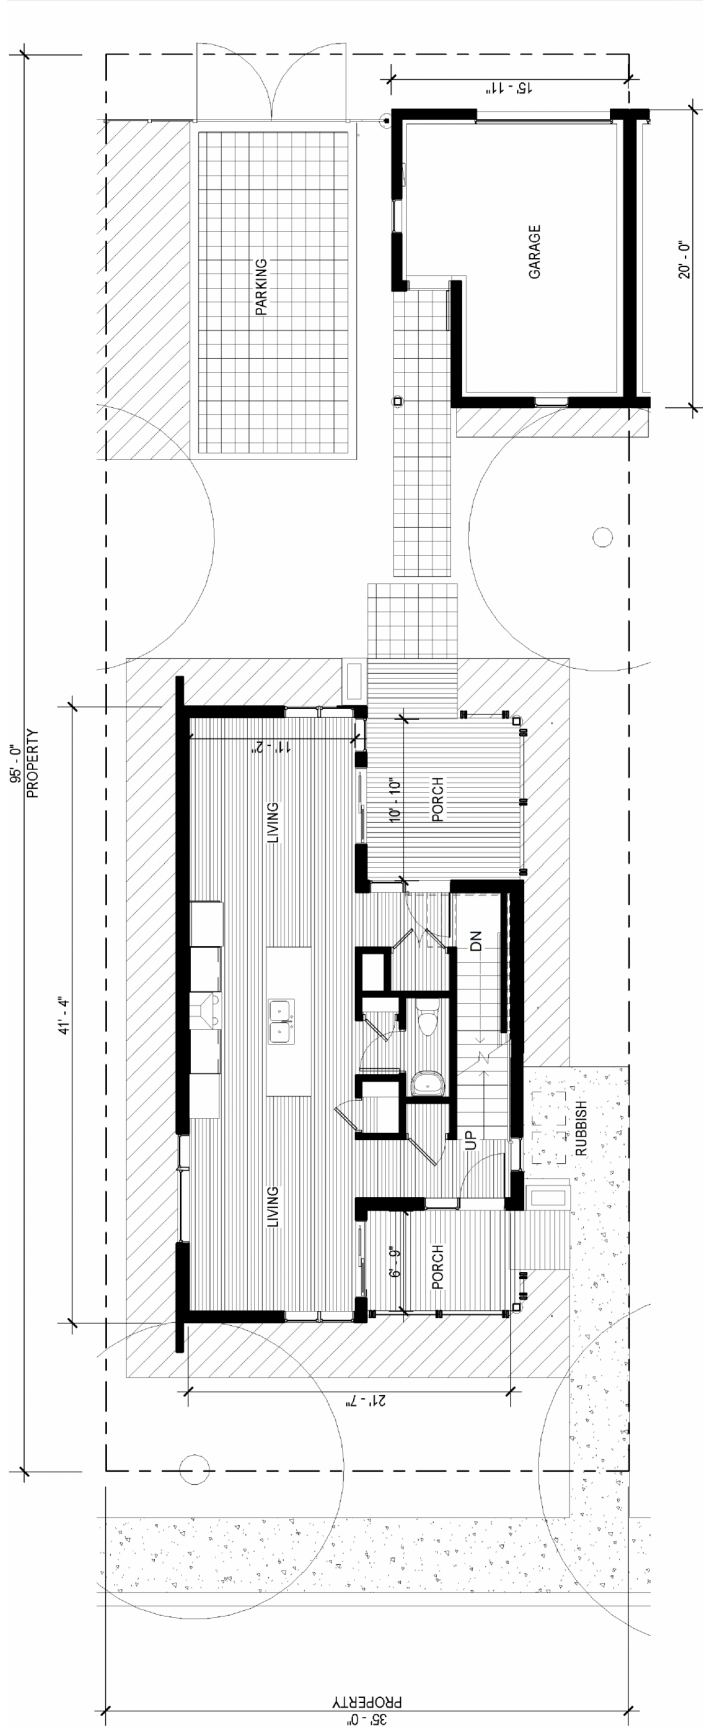 15' - 11"
GARAGE
20' - 0"
PARKING
95' - 0"
PROPERTY
11' - 2"
LIVING
10' - 10"
PORCH
41' - 4"
DN
UP
RUBBISH
LIVING
6' - 9"
PORCH
21' - 7"
PROPERTY
35' - 0"